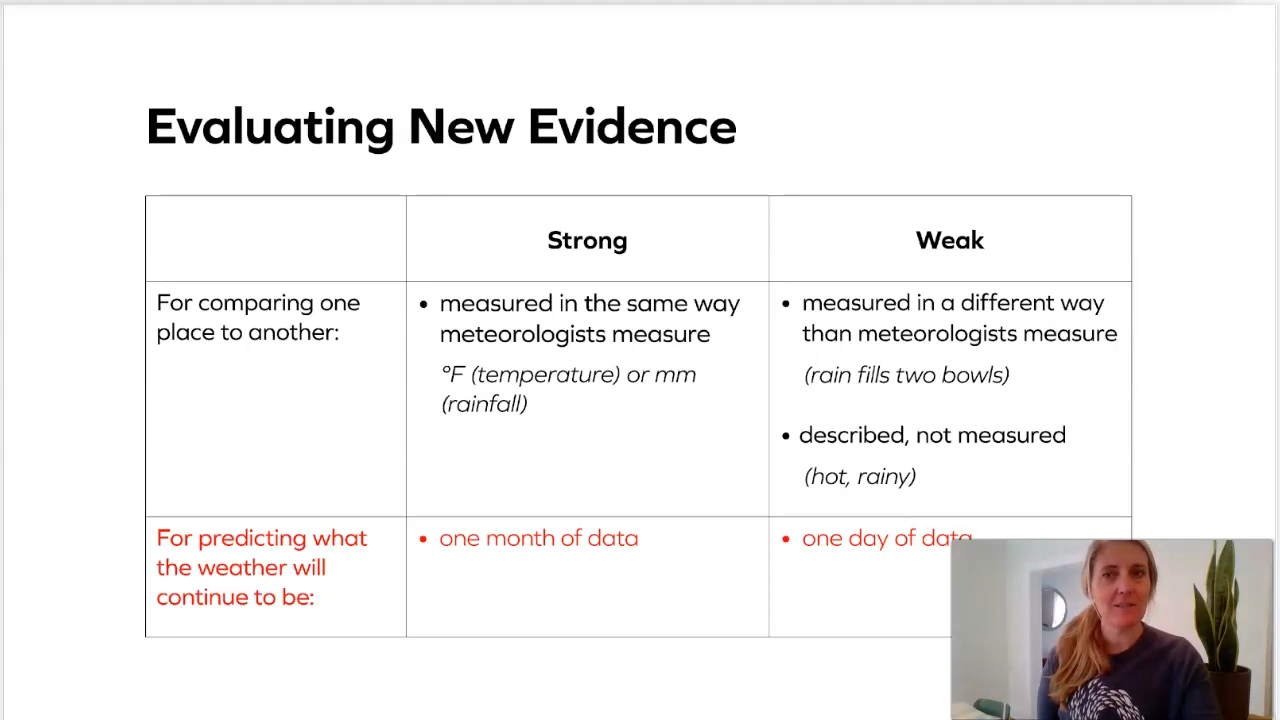 Evaluating New Evidence
Strong
Weak
For comparing one
place to another:
• measured in the same way
meteorologists measure
°F (temperature) or mm
(rainfall)
• measured in a different way
than meteorologists measure
(rain fills two bowls)
• described, not measured
(hot, rainy)
For predicting what
the weather will
continue to be:
• one month of data
• one day of data